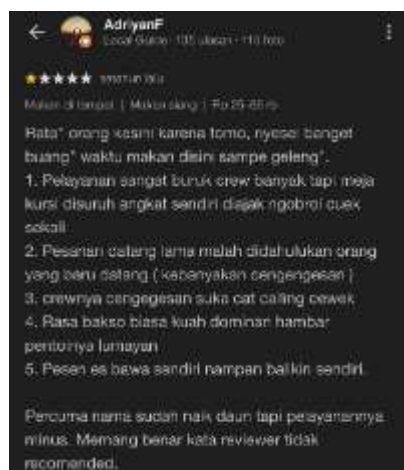 AdriyanF
Local Guide · 135 ulasan · 110 foto
setahun lalu
Makan di tempat | Makan siang | Rp 25-50 rb
Rata" orang kesini karena tomo, nyesel banget
buang" waktu makan disini sampe geleng".
1. Pelayanan sangat buruk crew banyak tapi meja
kursi disuruh angkat sendiri diajak ngobrol cuek
sekali
2. Pesanan datang lama malah didahulukan orang
yang baru datang ( kebanyakan cengengesan )
3. crewnya cengegesan suka cat calling cewek
4. Rasa bakso biasa kuah dominan hambar
pentolnya lumayan
5. Pesen es bawa sendiri nampan balikin sendiri.
Percuma nama sudah naik daun tapi pelayanannya
minus. Memang benar kata reviewer tidak
recomended.